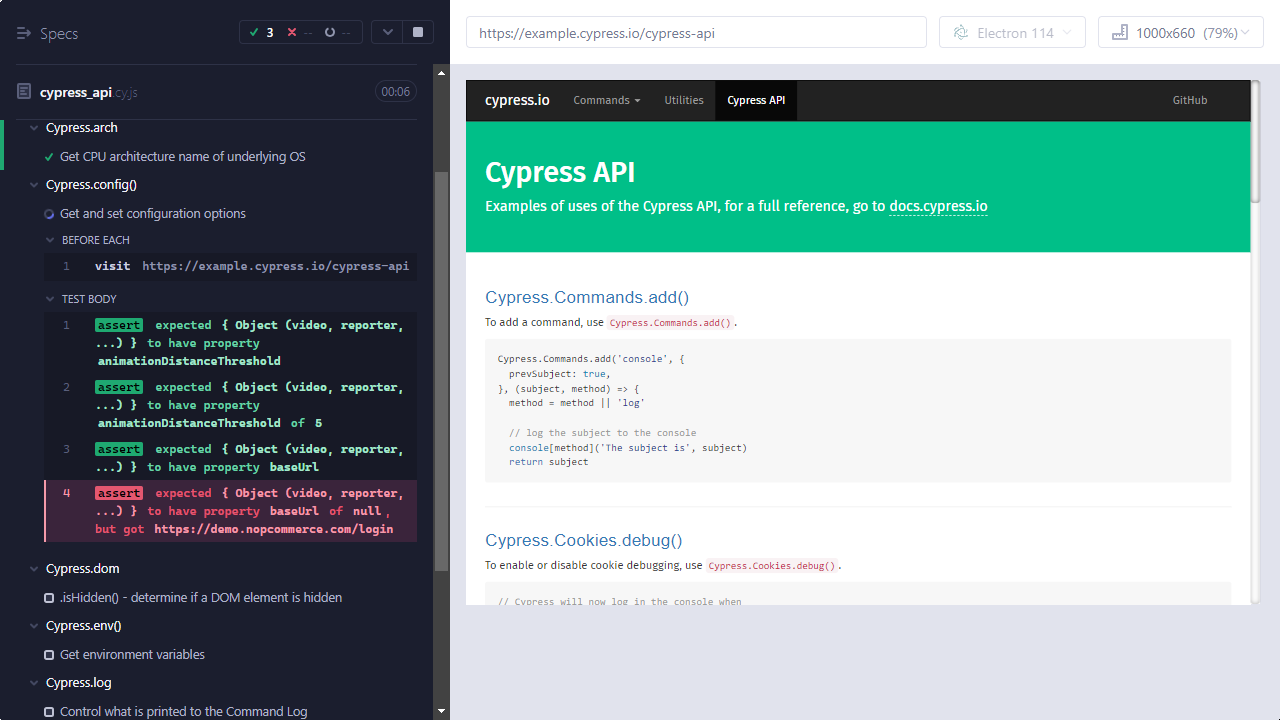 Specs
3
--
--
cypress_api.cy.js
00:06
Cypress.arch
Get CPU architecture name of underlying OS
Cypress.config()
Get and set configuration options
BEFORE EACH
1 visit https://example.cypress.io/cypress-api
TEST BODY
1 assert expected { Object (video, reporter,
...) } to have property
animationDistanceThreshold
2 assert expected { Object (video, reporter,
...) } to have property
animationDistanceThreshold of 5
3 assert expected { Object (video, reporter,
...) } to have property baseUrl
4 assert expected { Object (video, reporter,
...) } to have property baseUrl of null,
but got https://demo.nopcommerce.com/login
Cypress.dom
.isHidden() - determine if a DOM element is hidden
Cypress.env()
Get environment variables
Cypress.log
Control what is printed to the Command Log
https://example.cypress.io/cypress-api
Electron 114
1000x660 (79%)
cypress.io Commands Utilities Cypress API GitHub
Cypress API
Examples of uses of the Cypress API, for a full reference, go to docs.cypress.io
Cypress.Commands.add()
To add a command, use Cypress.Commands.add().
Cypress.Commands.add('console', {
prevSubject: true,
}, (subject, method) => {
method = method || 'log'
// log the subject to the console
console[method]('The subject is', subject)
return subject
Cypress.Cookies.debug()
To enable or disable cookie debugging, use Cypress.Cookies.debug().
// Cypress will now log in the console when